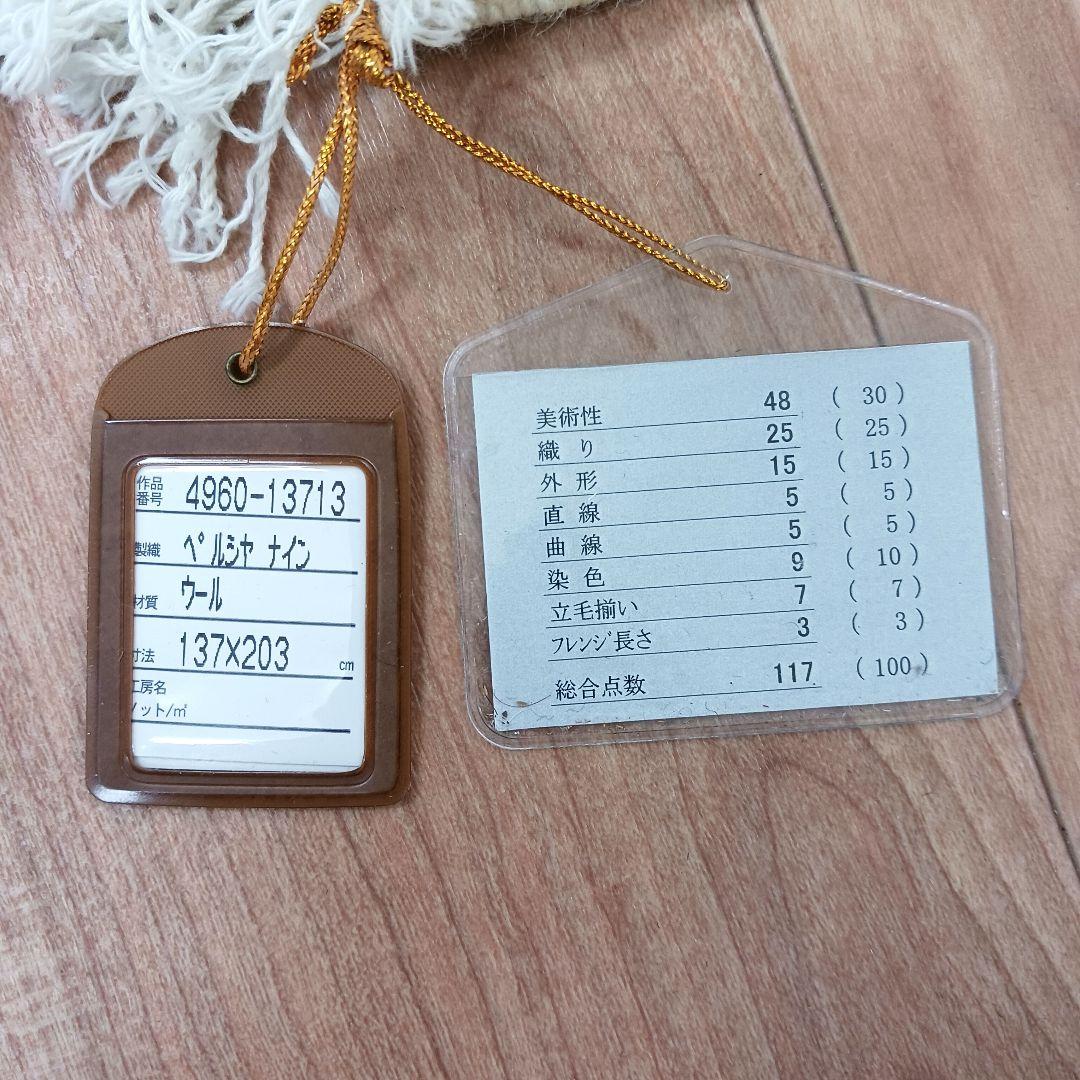 作品番号 4960-13713
製織 ペルシャ ナイン
材質 ウール
寸法 137X203 cm
工房名
ノット/㎡
美術性 48 ( 30 )
織り 25 ( 25 )
外形 15 ( 15 )
直線 5 ( 5 )
曲線 5 ( 5 )
染色 9 ( 10 )
立毛揃い 7 ( 7 )
フレンジ長さ 3 ( 3 )
総合点数 117 ( 100 )